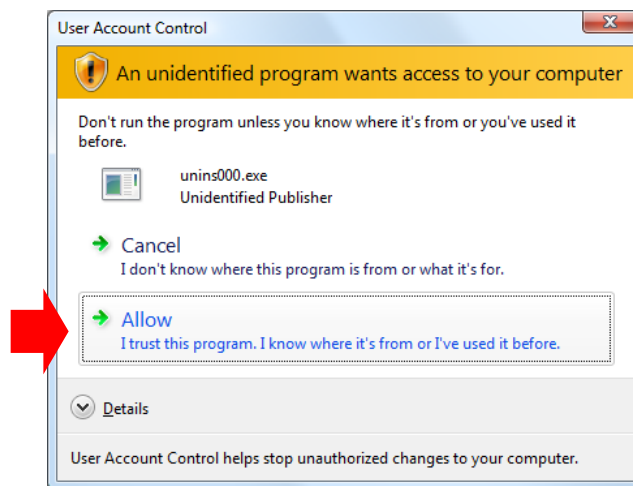 User Account Control
An unidentified program wants access to your computer
Don't run the program unless you know where it's from or you've used it
before.
unins000.exe
Unidentified Publisher
Cancel
I don't know where this program is from or what it's for.
Allow
I trust this program. I know where it's from or I've used it before.
Details
User Account Control helps stop unauthorized changes to your computer.